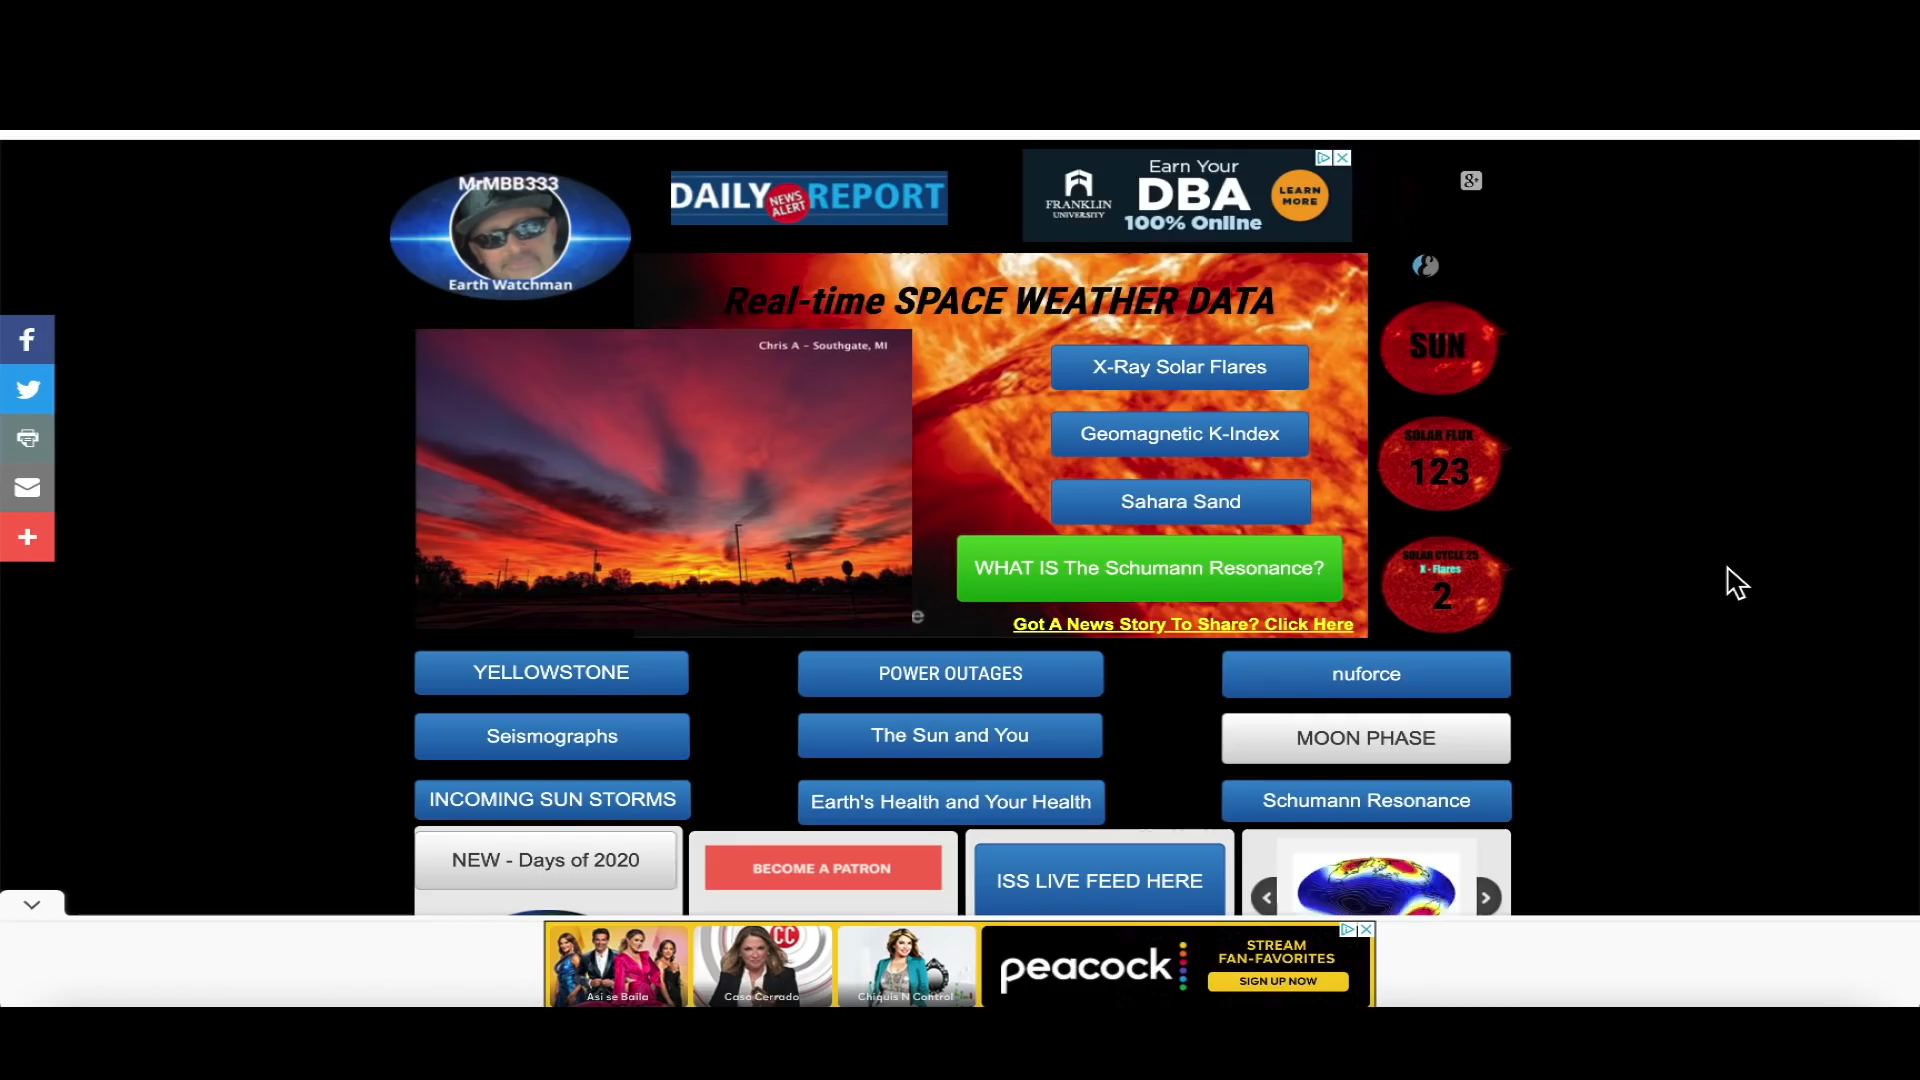 MrMBB333
Earth Watchman
DAILY NEWS ALERT REPORT
FRANKLIN
UNIVERSITY
Earn Your
DBA
100% Online
LEARN
MORE
Real-time SPACE WEATHER DATA
Chris A - Southgate, MI
X-Ray Solar Flares
Geomagnetic K-Index
Sahara Sand
WHAT IS The Schumann Resonance?
e
Got A News Story To Share? Click Here
SUN
SOLAR FLUX
123
SOLAR CYCLE 25
X - Flares
2
YELLOWSTONE
POWER OUTAGES
nuforce
Seismographs
The Sun and You
MOON PHASE
INCOMING SUN STORMS
Earth's Health and Your Health
Schumann Resonance
NEW - Days of 2020
BECOME A PATRON
ISS LIVE FEED HERE
Asi se Baila
CC
Caso Cerrado
Chiquis N Control
peacock
STREAM
FAN-FAVORITES
SIGN UP NOW